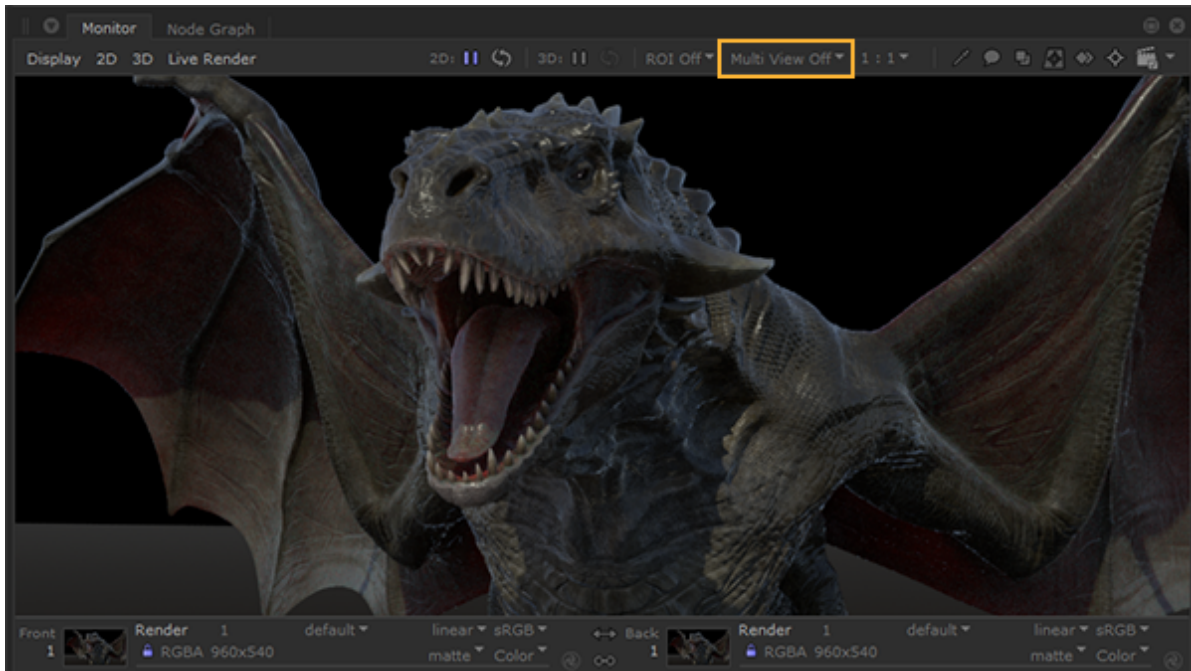 Monitor Node Graph
Display 2D 3D Live Render 2D: 3D: ROI Off Multi View Off 1 : 1
Front Render 1 default linear sRGB Back Render 1 default linear sRGB
1 RGBA 960x540 matte Color 1 RGBA 960x540 matte Color